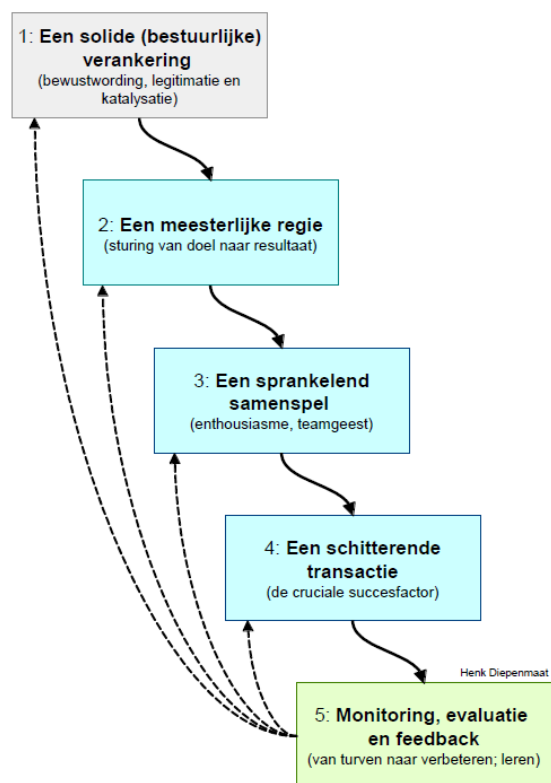 1: Een solide (bestuurlijke)
verankering
(bewustwording, legitimatie en
katalysatie)
2: Een meesterlijke regie
(sturing van doel naar resultaat)
3: Een sprankelend
samenspel
(enthousiasme, teamgeest)
4: Een schitterende
transactie
(de cruciale succesfactor)
Henk Diepenmaat
5: Monitoring, evaluatie
en feedback
(van turven naar verbeteren; leren)